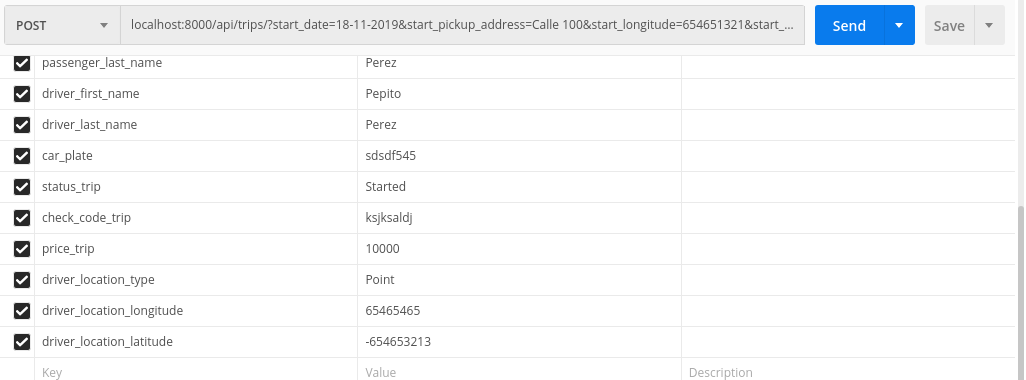 POST localhost:8000/api/trips/?start_date=18-11-2019&start_pickup_address=Calle 100&start_longitude=654651321&start_... Send Save
passenger_last_name Perez
driver_first_name Pepito
driver_last_name Perez
car_plate sdsdf545
status_trip Started
check_code_trip ksjksaldj
price_trip 10000
driver_location_type Point
driver_location_longitude 65465465
driver_location_latitude -654653213
Key Value Description